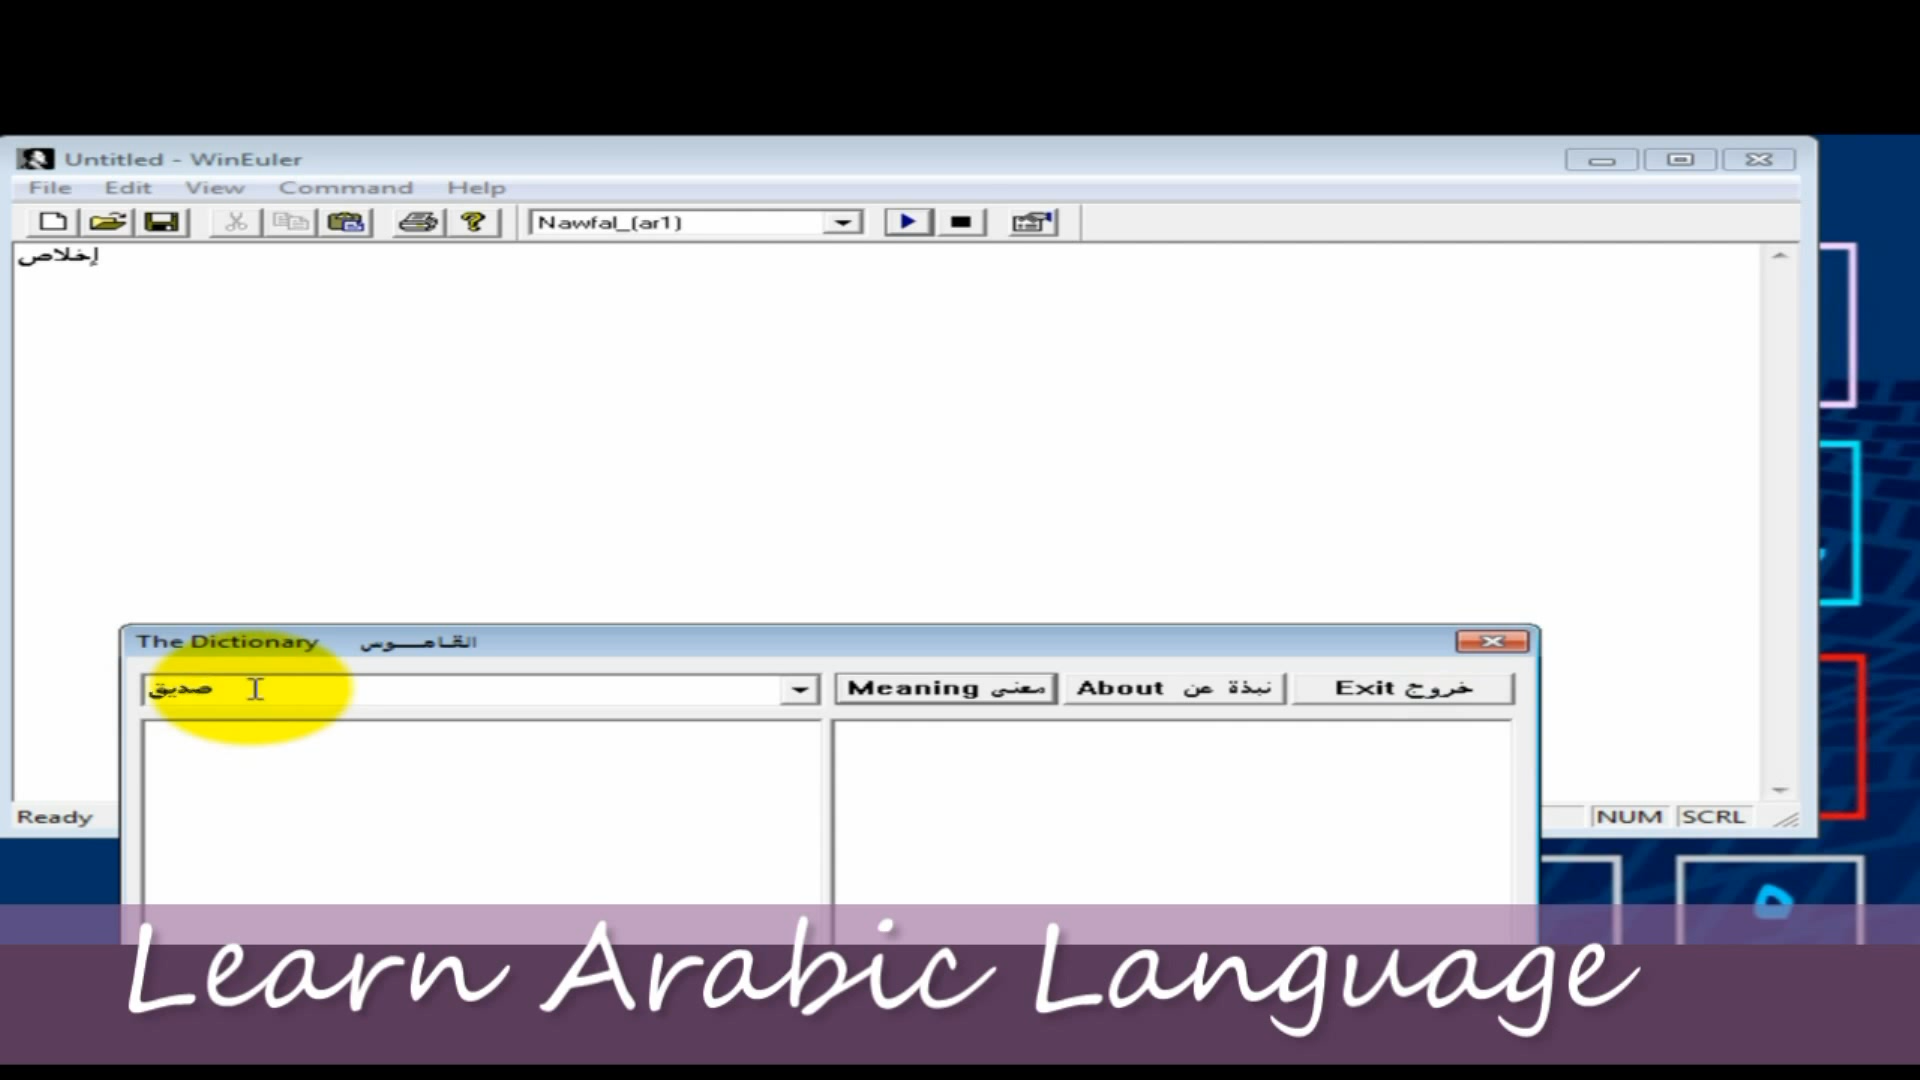 Untitled - WinEuler
File Edit View Command Help
Nawfal_(ar1)
إخلاص
The Dictionary القـامـــوس
صديق
Meaning معنى About نبذة عن Exit خروج
Ready NUM SCRL
Learn Arabic Language